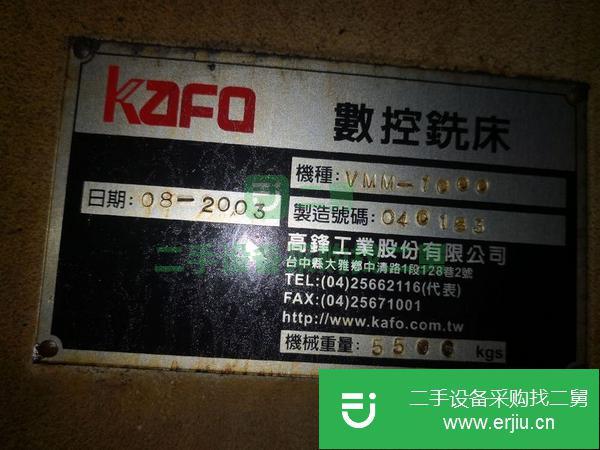 KAFO
數控銑床
機種: VMM-1000
日期: 08-2003
製造號碼:
高鋒工業股份有限公司
台中縣大雅鄉中清路1段128巷2號
TEL:(04)25662116(代表)
FAX:(04)25671001
http://www.kafo.com.tw
機械重量: 5500 kgs
二手设备采购找二舅
www.erjiu.cn